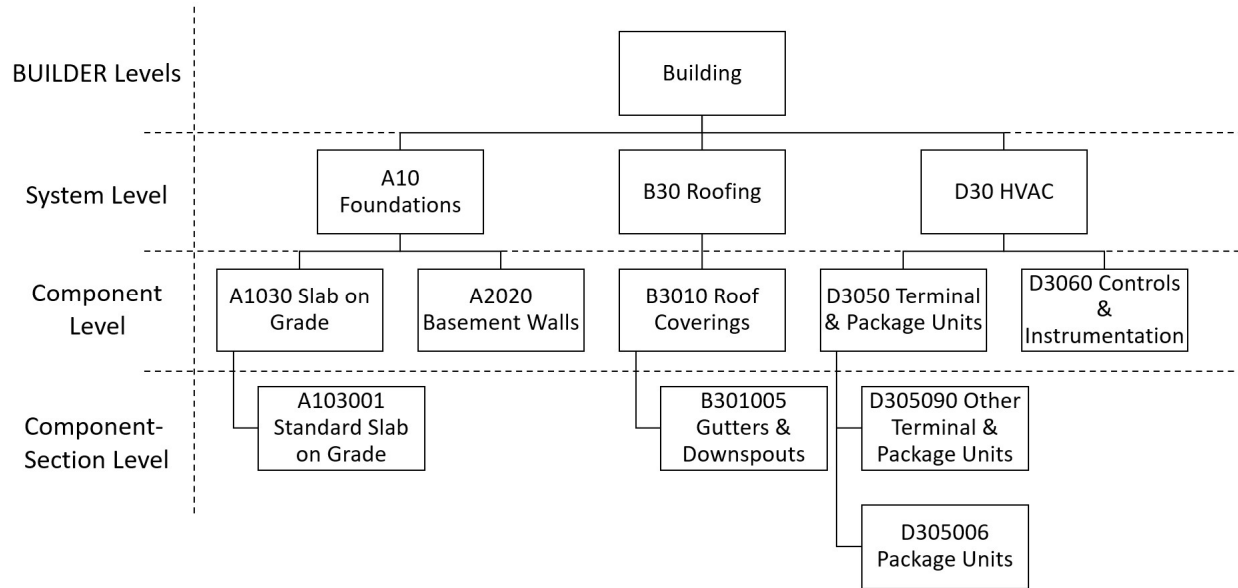 BUILDER Levels
Building
System Level
A10
Foundations
B30 Roofing
D30 HVAC
Component
Level
A1030 Slab on
Grade
A2020
Basement Walls
B3010 Roof
Coverings
D3050 Terminal
& Package Units
D3060 Controls
&
Instrumentation
Component-
Section Level
A103001
Standard Slab
on Grade
B301005
Gutters &
Downspouts
D305090 Other
Terminal &
Package Units
D305006
Package Units